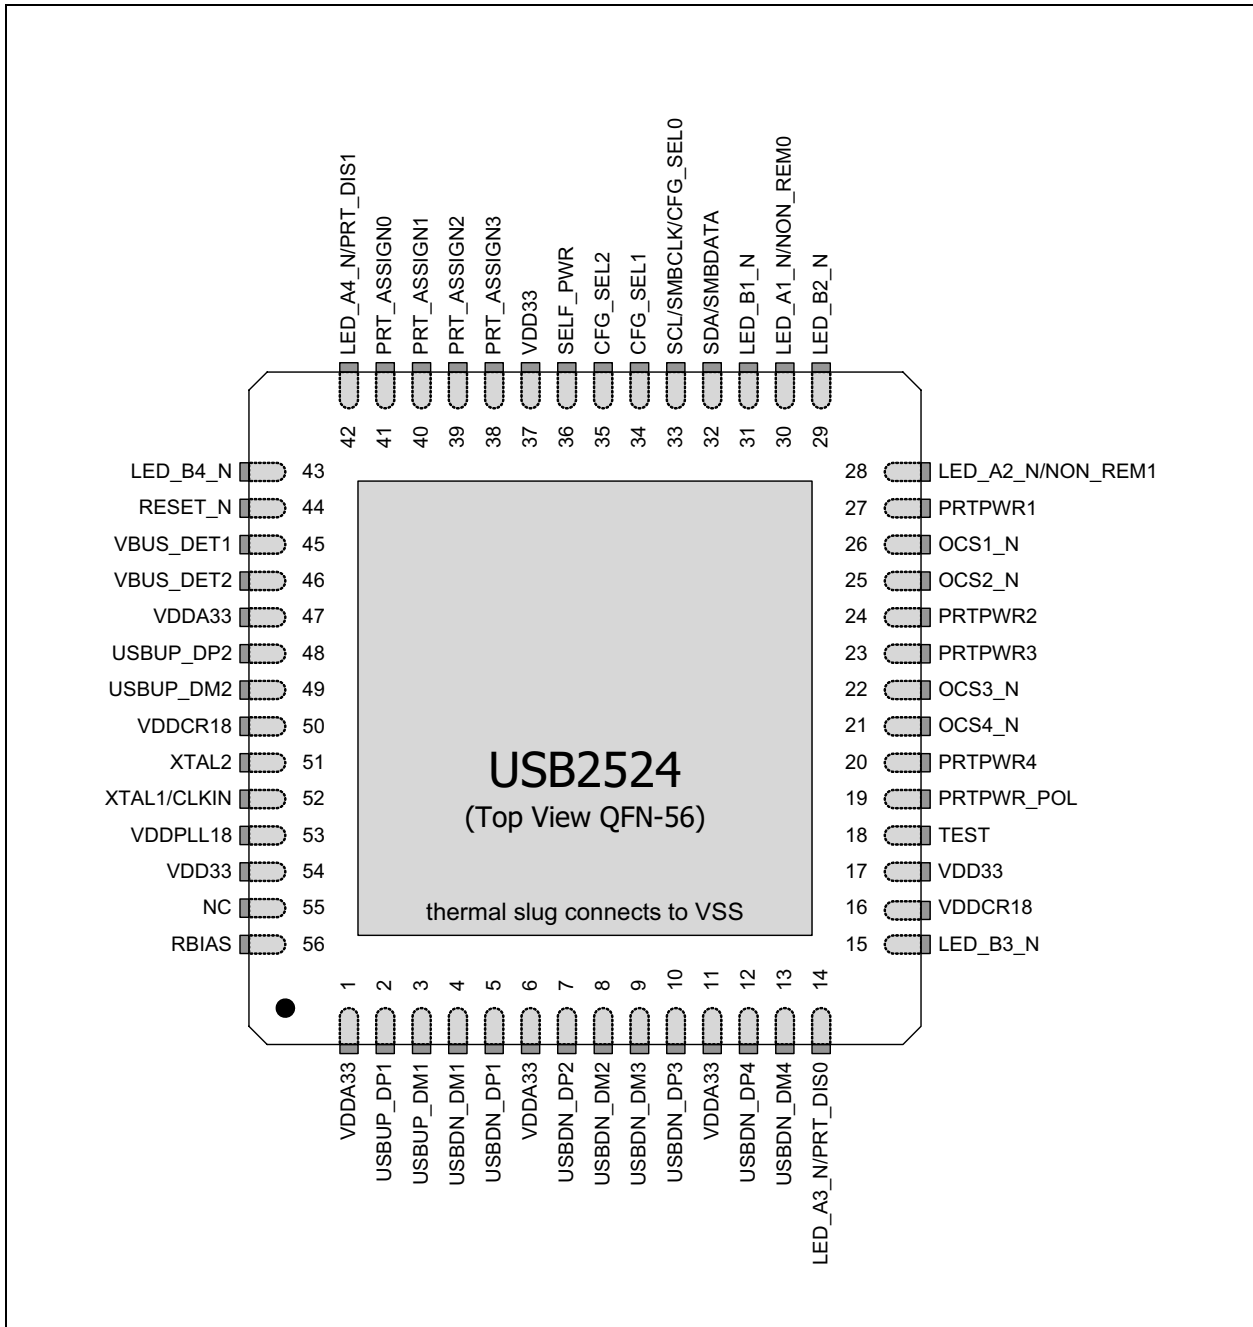 LED_A4_N/PRT_DIS1
PRT_ASSIGN0
PRT_ASSIGN1
PRT_ASSIGN2
PRT_ASSIGN3
VDD33
SELF_PWR
CFG_SEL2
CFG_SEL1
SCL/SMBCLK/CFG_SEL0
SDA/SMBDATA
LED_B1_N
LED_A1_N/NON_REM0
LED_B2_N
42 41 40 39 38 37 36 35 34 33 32 31 30 29
LED_B4_N 43
RESET_N 44
VBUS_DET1 45
VBUS_DET2 46
VDDA33 47
USBUP_DP2 48
USBUP_DM2 49
VDDCR18 50
XTAL2 51
XTAL1/CLKIN 52
VDDPLL18 53
VDD33 54
NC 55
RBIAS 56
28 LED_A2_N/NON_REM1
27 PRTPWR1
26 OCS1_N
25 OCS2_N
24 PRTPWR2
23 PRTPWR3
22 OCS3_N
21 OCS4_N
20 PRTPWR4
19 PRTPWR_POL
18 TEST
17 VDD33
16 VDDCR18
15 LED_B3_N
USB2524
(Top View QFN-56)
thermal slug connects to VSS
1 2 3 4 5 6 7 8 9 10 11 12 13 14
VDDA33
USBUP_DP1
USBUP_DM1
USBDN_DM1
USBDN_DP1
VDDA33
USBDN_DP2
USBDN_DM2
USBDN_DM3
USBDN_DP3
VDDA33
USBDN_DP4
USBDN_DM4
LED_A3_N/PRT_DIS0